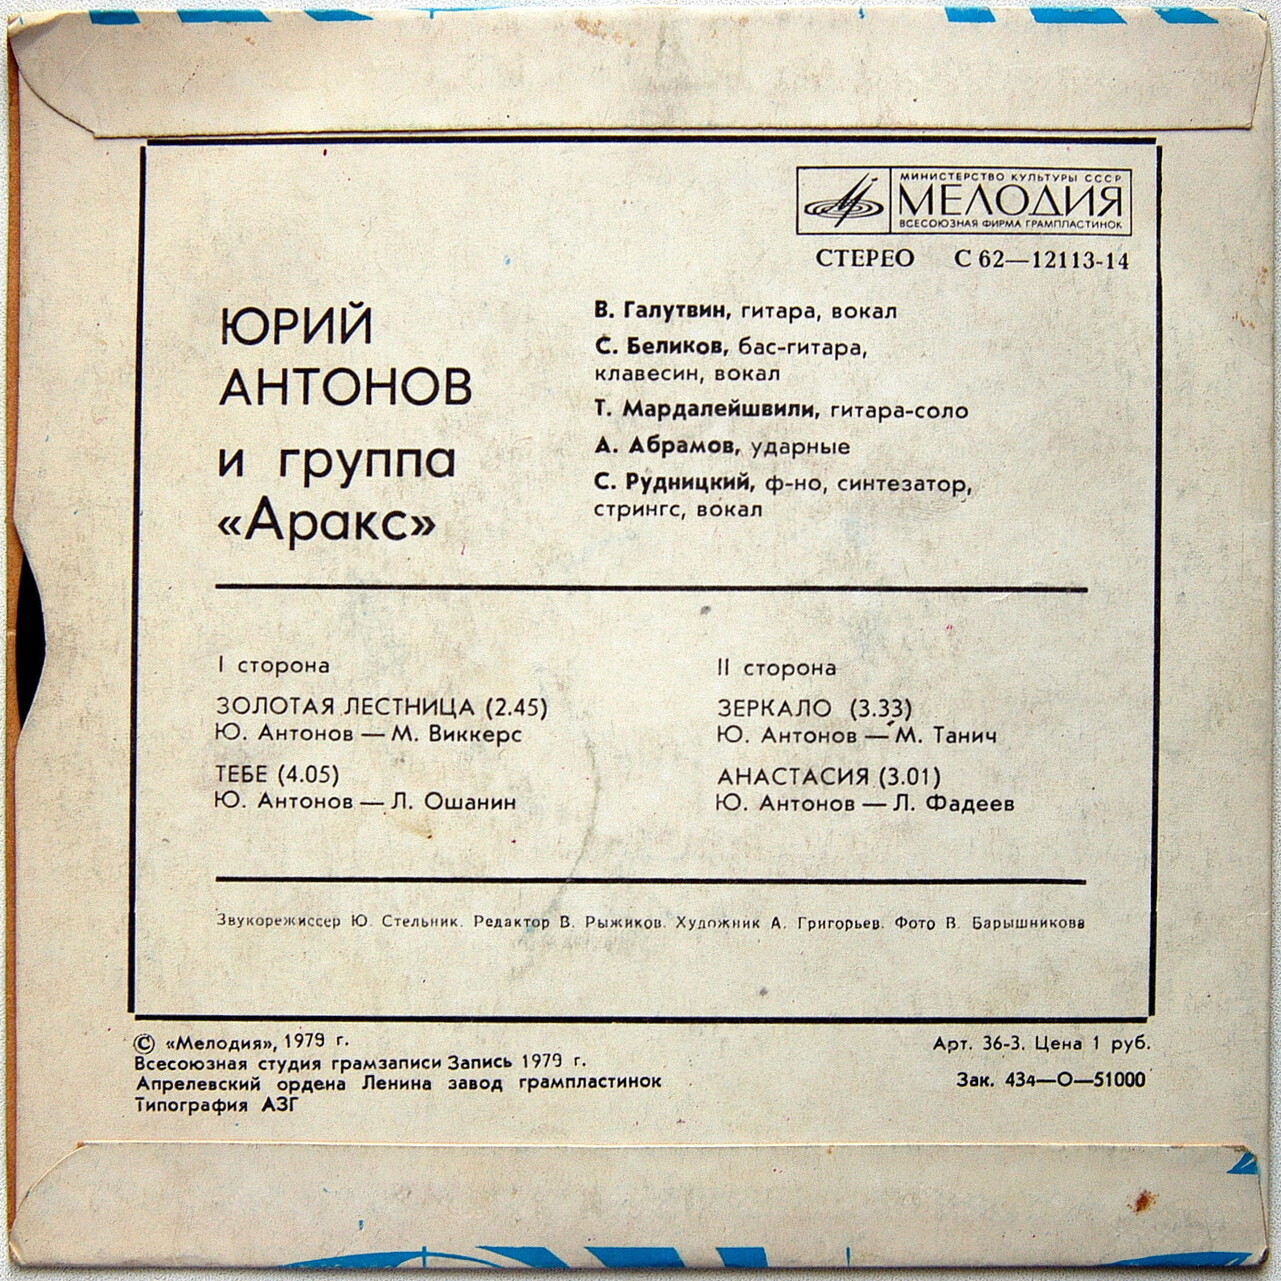 МИНИСТЕРСТВО КУЛЬТУРЫ СССР
МЕЛОДИЯ
ВСЕСОЮЗНАЯ ФИРМА ГРАМПЛАСТИНОК
СТЕРЕО С 62—12113-14
ЮРИЙ
АНТОНОВ
и группа
«Аракс»
В. Галутвин, гитара, вокал
С. Беликов, бас-гитара,
клавесин, вокал
Т. Мардалейшвили, гитара-соло
А. Абрамов, ударные
С. Рудницкий, ф-но, синтезатор,
стрингс, вокал
I сторона
ЗОЛОТАЯ ЛЕСТНИЦА (2.45)
Ю. Антонов — М. Виккерс
ТЕБЕ (4.05)
Ю. Антонов — Л. Ошанин
II сторона
ЗЕРКАЛО (3.33)
Ю. Антонов — М. Танич
АНАСТАСИЯ (3.01)
Ю. Антонов — Л. Фадеев
Звукорежиссер Ю. Стельник. Редактор В. Рыжиков. Художник А. Григорьев. Фото В. Барышникова
© «Мелодия», 1979 г.
Всесоюзная студия грамзаписи Запись 1979 г.
Апрелевский ордена Ленина завод грампластинок
Типография АЗГ
Арт. 36-3. Цена 1 руб.
Зак. 434—О—51000